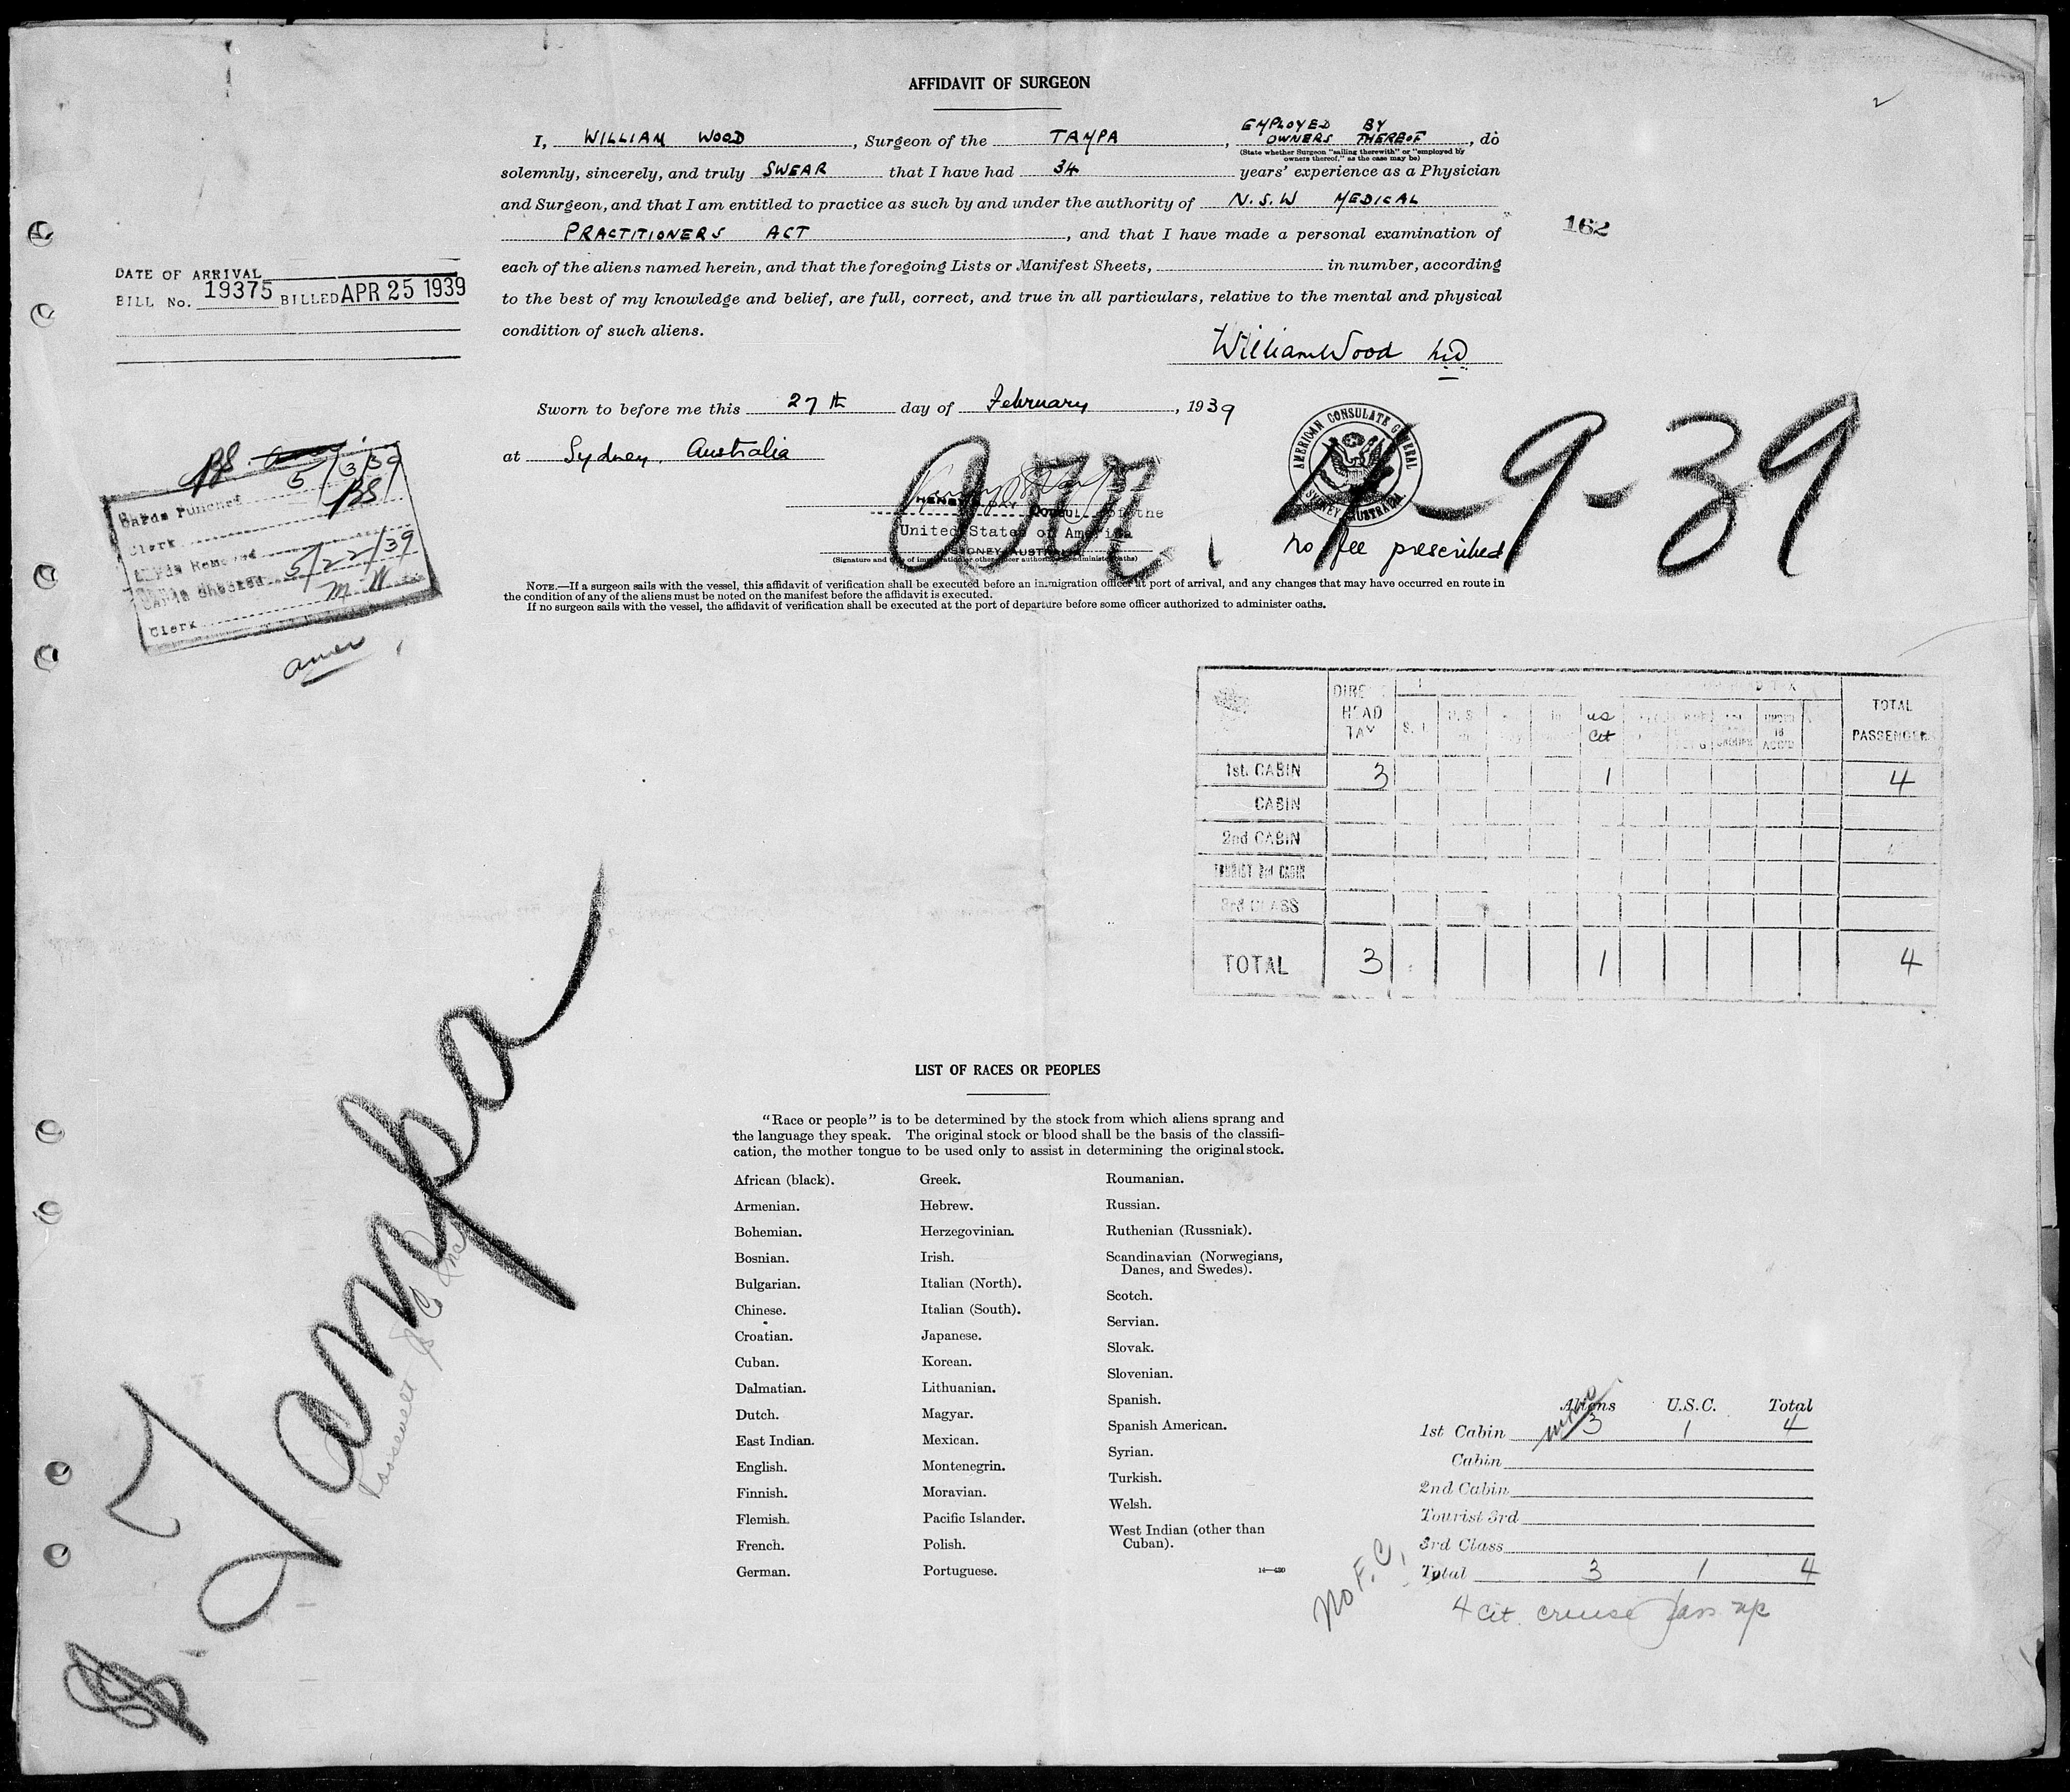 AFFIDAVIT OF SURGEON
2
I, WILLIAM WOOD, Surgeon of the TAMPA, EMPLOYED BY OWNERS THEREOF, do
(State whether Surgeon "sailing therewith" or "employed by
owners thereof," as the case may be)
solemnly, sincerely, and truly SWEAR that I have had 34 years' experience as a Physician
and Surgeon, and that I am entitled to practice as such by and under the authority of N.S.W MEDICAL
PRACTITIONERS ACT, and that I have made a personal examination of
each of the aliens named herein, and that the foregoing Lists or Manifest Sheets, in number, according
to the best of my knowledge and belief, are full, correct, and true in all particulars, relative to the mental and physical
condition of such aliens.
162
DATE OF ARRIVAL
BILL No. 19375 BILLED APR 25 1939
William Wood MD
Sworn to before me this 27th day of February, 1939
at Sydney, Australia
AMERICAN CONSULATE GENERAL
SYDNEY AUSTRALIA
HENRY
Consul of the
United States of America
SYDNEY AUSTRALIA
Arr. 4-9-39
no fee prescribed
NOTE.—If a surgeon sails with the vessel, this affidavit of verification shall be executed before an immigration officer at port of arrival, and any changes that may have occurred en route in
the condition of any of the aliens must be noted on the manifest before the affidavit is executed.
If no surgeon sails with the vessel, the affidavit of verification shall be executed at the port of departure before some officer authorized to administer oaths.
5/3/39
Cards Punched BS
Clerk
5/22/39
Clerk M W
amer
DIRECT HEAD TAX
us cit
TOTAL PASSENGERS
1st. CABIN 3 1 4
CABIN
2nd CABIN
TOURIST 3rd CABIN
3rd CLASS
TOTAL 3 1 4
Tampa
LIST OF RACES OR PEOPLES
"Race or people" is to be determined by the stock from which aliens sprang and
the language they speak. The original stock or blood shall be the basis of the classifi-
cation, the mother tongue to be used only to assist in determining the original stock.
African (black).
Armenian.
Bohemian.
Bosnian.
Bulgarian.
Chinese.
Croatian.
Cuban.
Dalmatian.
Dutch.
East Indian.
English.
Finnish.
Flemish.
French.
German.
Greek.
Hebrew.
Herzegovinian.
Irish.
Italian (North).
Italian (South).
Japanese.
Korean.
Lithuanian.
Magyar.
Mexican.
Montenegrin.
Moravian.
Pacific Islander.
Polish.
Portuguese.
Roumanian.
Russian.
Ruthenian (Russniak).
Scandinavian (Norwegians,
Danes, and Swedes).
Scotch.
Servian.
Slovak.
Slovenian.
Spanish.
Spanish American.
Syrian.
Turkish.
Welsh.
West Indian (other than
Cuban).
14—430
Aliens U.S.C. Total
1st Cabin 3 1 4
Cabin
2nd Cabin
Tourist 3rd
3rd Class
Total 3 1 4
No F.C.
4 cit. cruise